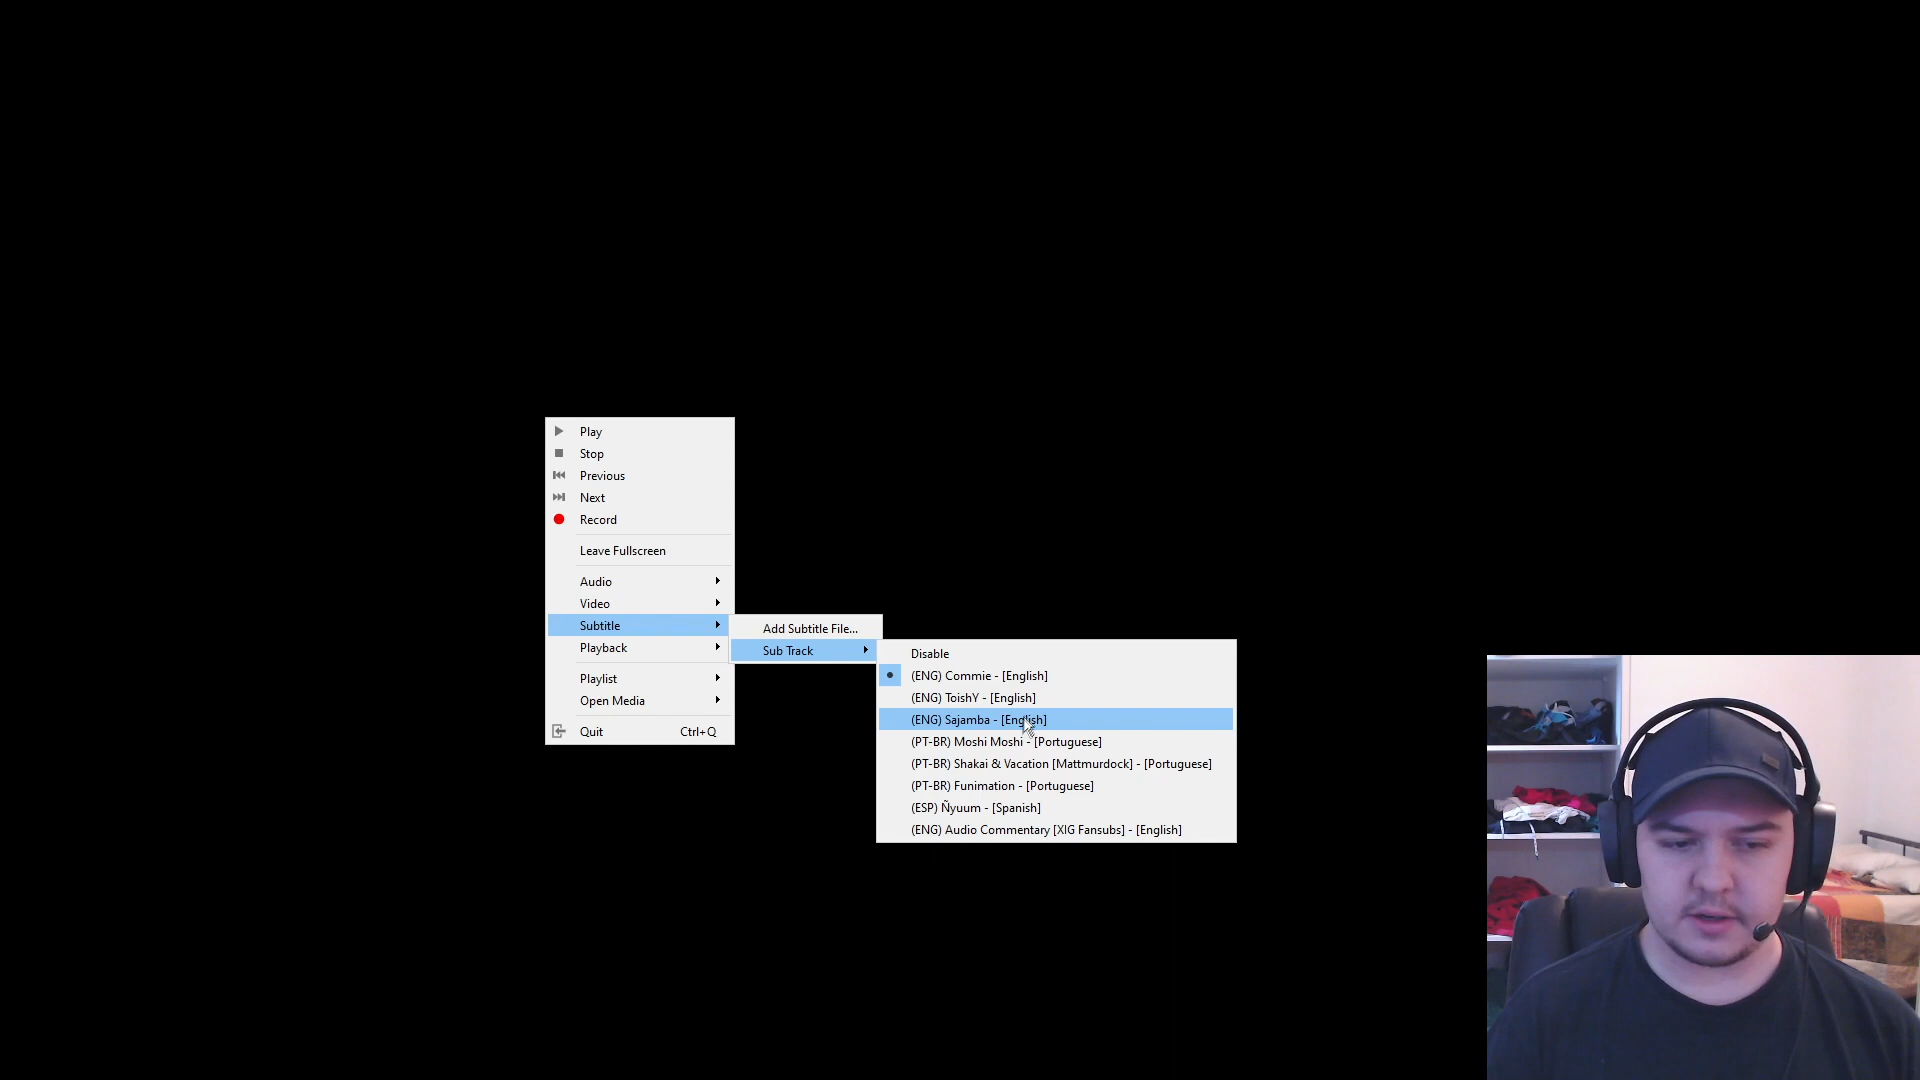 Play
Stop
Previous
Next
Record
Leave Fullscreen
Audio
Video
Subtitle
Playback
Playlist
Open Media
Quit Ctrl+Q
Add Subtitle File...
Sub Track
Disable
(ENG) Commie - [English]
(ENG) ToishY - [English]
(ENG) Sajamba - [English]
(PT-BR) Moshi Moshi - [Portuguese]
(PT-BR) Shakai & Vacation [Mattmurdock] - [Portuguese]
(PT-BR) Funimation - [Portuguese]
(ESP) Ñyuum - [Spanish]
(ENG) Audio Commentary [XIG Fansubs] - [English]